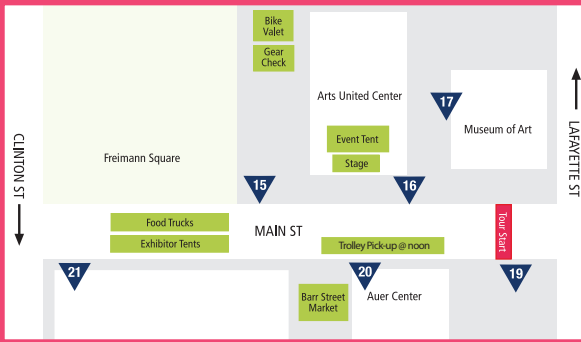 Bike
Valet
Gear
Check
Arts United Center
17
Museum of Art
Event Tent
Stage
Freimann Square
CLINTON ST
LAFAYETTE ST
15
16
Food Trucks
Exhibitor Tents
MAIN ST
Trolley Pick-up @ noon
Tour Start
21
20
19
Barr Street
Market
Auer Center